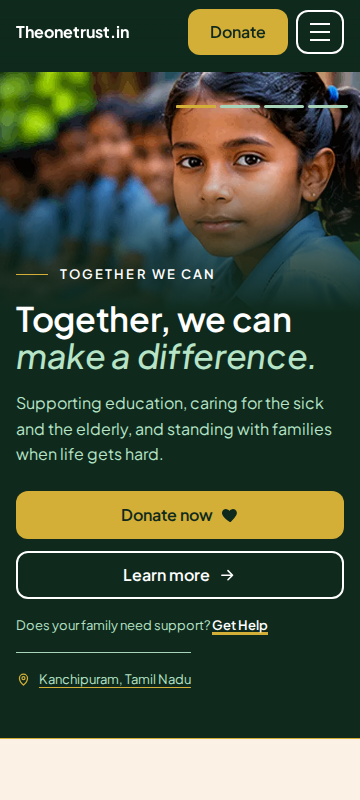 Theonetrust.in
Donate
TOGETHER WE CAN
Together, we can
make a difference.
Supporting education, caring for the sick
and the elderly, and standing with families
when life gets hard.
Donate now
Learn more
Does your family need support? Get Help
Kanchipuram, Tamil Nadu